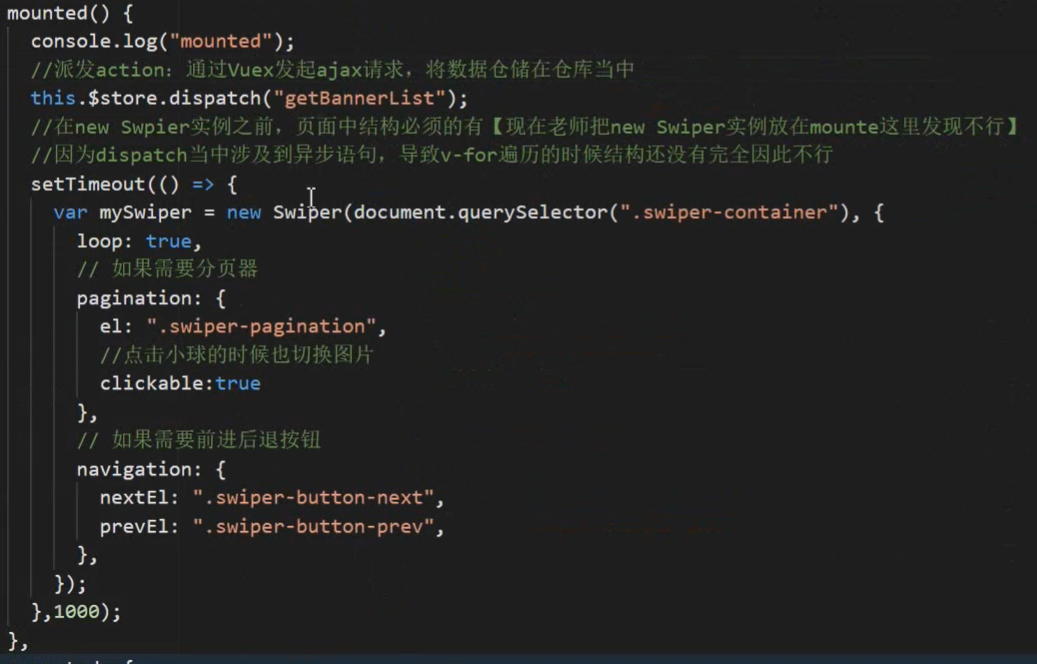 mounted() {
console.log("mounted");
//派发action：通过Vuex发起ajax请求，将数据仓储在仓库当中
this.$store.dispatch("getBannerList");
//在new Swpier实例之前，页面中结构必须的有【现在老师把new Swiper实例放在mounte这里发现不行】
//因为dispatch当中涉及到异步语句，导致v-for遍历的时候结构还没有完全因此不行
setTimeout(() => {
var mySwiper = new Swiper(document.querySelector(".swiper-container"), {
loop: true,
// 如果需要分页器
pagination: {
el: ".swiper-pagination",
//点击小球的时候也切换图片
clickable:true
},
// 如果需要前进后退按钮
navigation: {
nextEl: ".swiper-button-next",
prevEl: ".swiper-button-prev",
},
});
},1000);
},